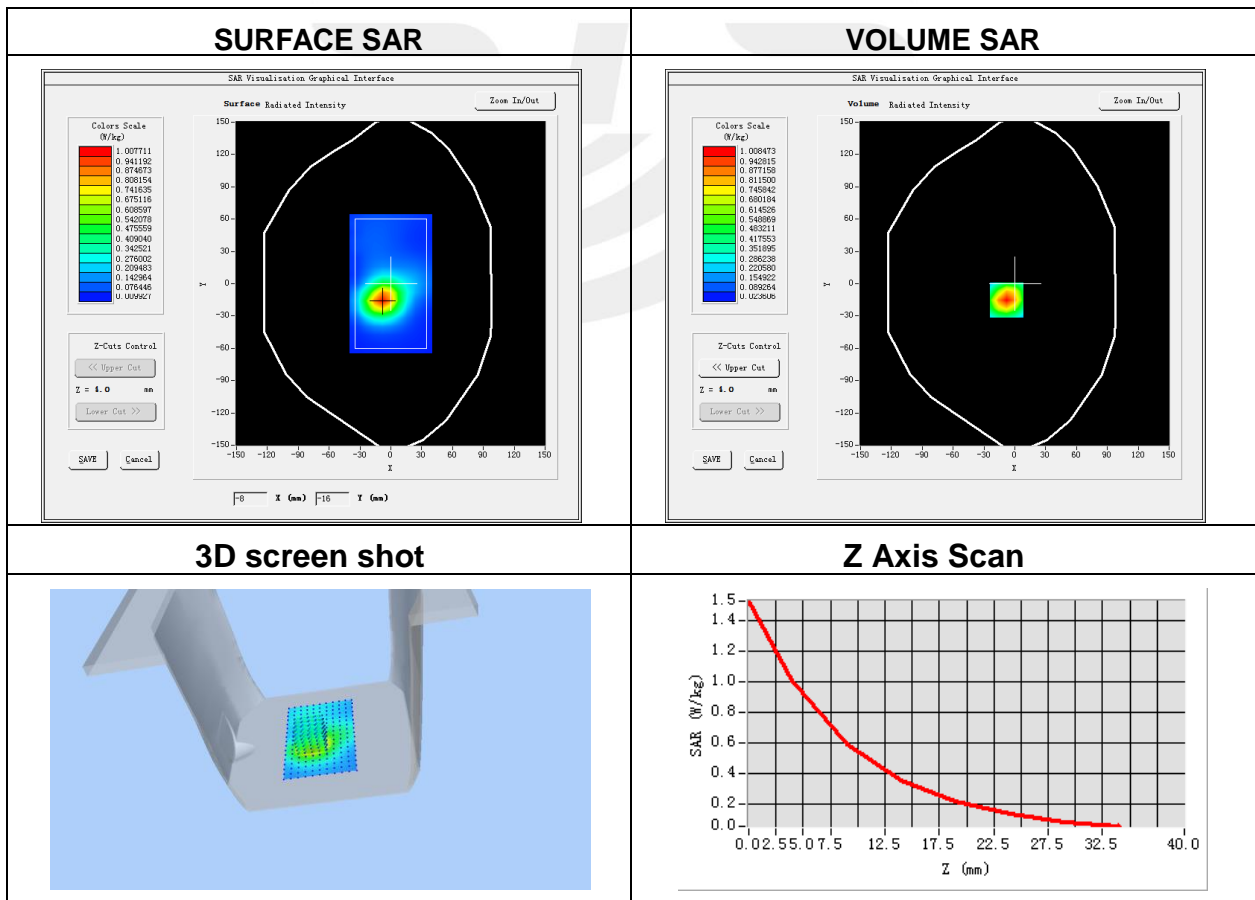 SURFACE SAR
VOLUME SAR
SAR Visualisation Graphical Interface
Surface Radiated Intensity
Zoom In/Out
Colors Scale
(W/kg)
1.007711
0.941192
0.874673
0.808154
0.741635
0.675116
0.608597
0.542078
0.475559
0.409040
0.342521
0.276002
0.209483
0.142964
0.076446
0.009927
150
120
90
60
30
0
-30
-60
-90
-120
-150
Y
-150 -120 -90 -60 -30 0 30 60 90 120 150
X
Z-Cuts Control
<< Upper Cut
Z = 4.0 mm
Lower Cut >>
SAVE Cancel
-8 X (mm) -16 Y (mm)
SAR Visualisation Graphical Interface
Volume Radiated Intensity
Zoom In/Out
Colors Scale
(W/kg)
1.008473
0.942815
0.877158
0.811500
0.745842
0.680184
0.614526
0.548869
0.483211
0.417553
0.351895
0.286238
0.220580
0.154922
0.089264
0.023606
150
120
90
60
30
0
-30
-60
-90
-120
-150
Y
-150 -120 -90 -60 -30 0 30 60 90 120 150
X
Z-Cuts Control
<< Upper Cut
Z = 4.0 mm
Lower Cut >>
SAVE Cancel
3D screen shot
Z Axis Scan
1.5
1.4
1.2
1.0
0.8
0.6
0.4
0.2
0.0
SAR (W/kg)
0.0 2.5 5.0 7.5 12.5 17.5 22.5 27.5 32.5 40.0
Z (mm)